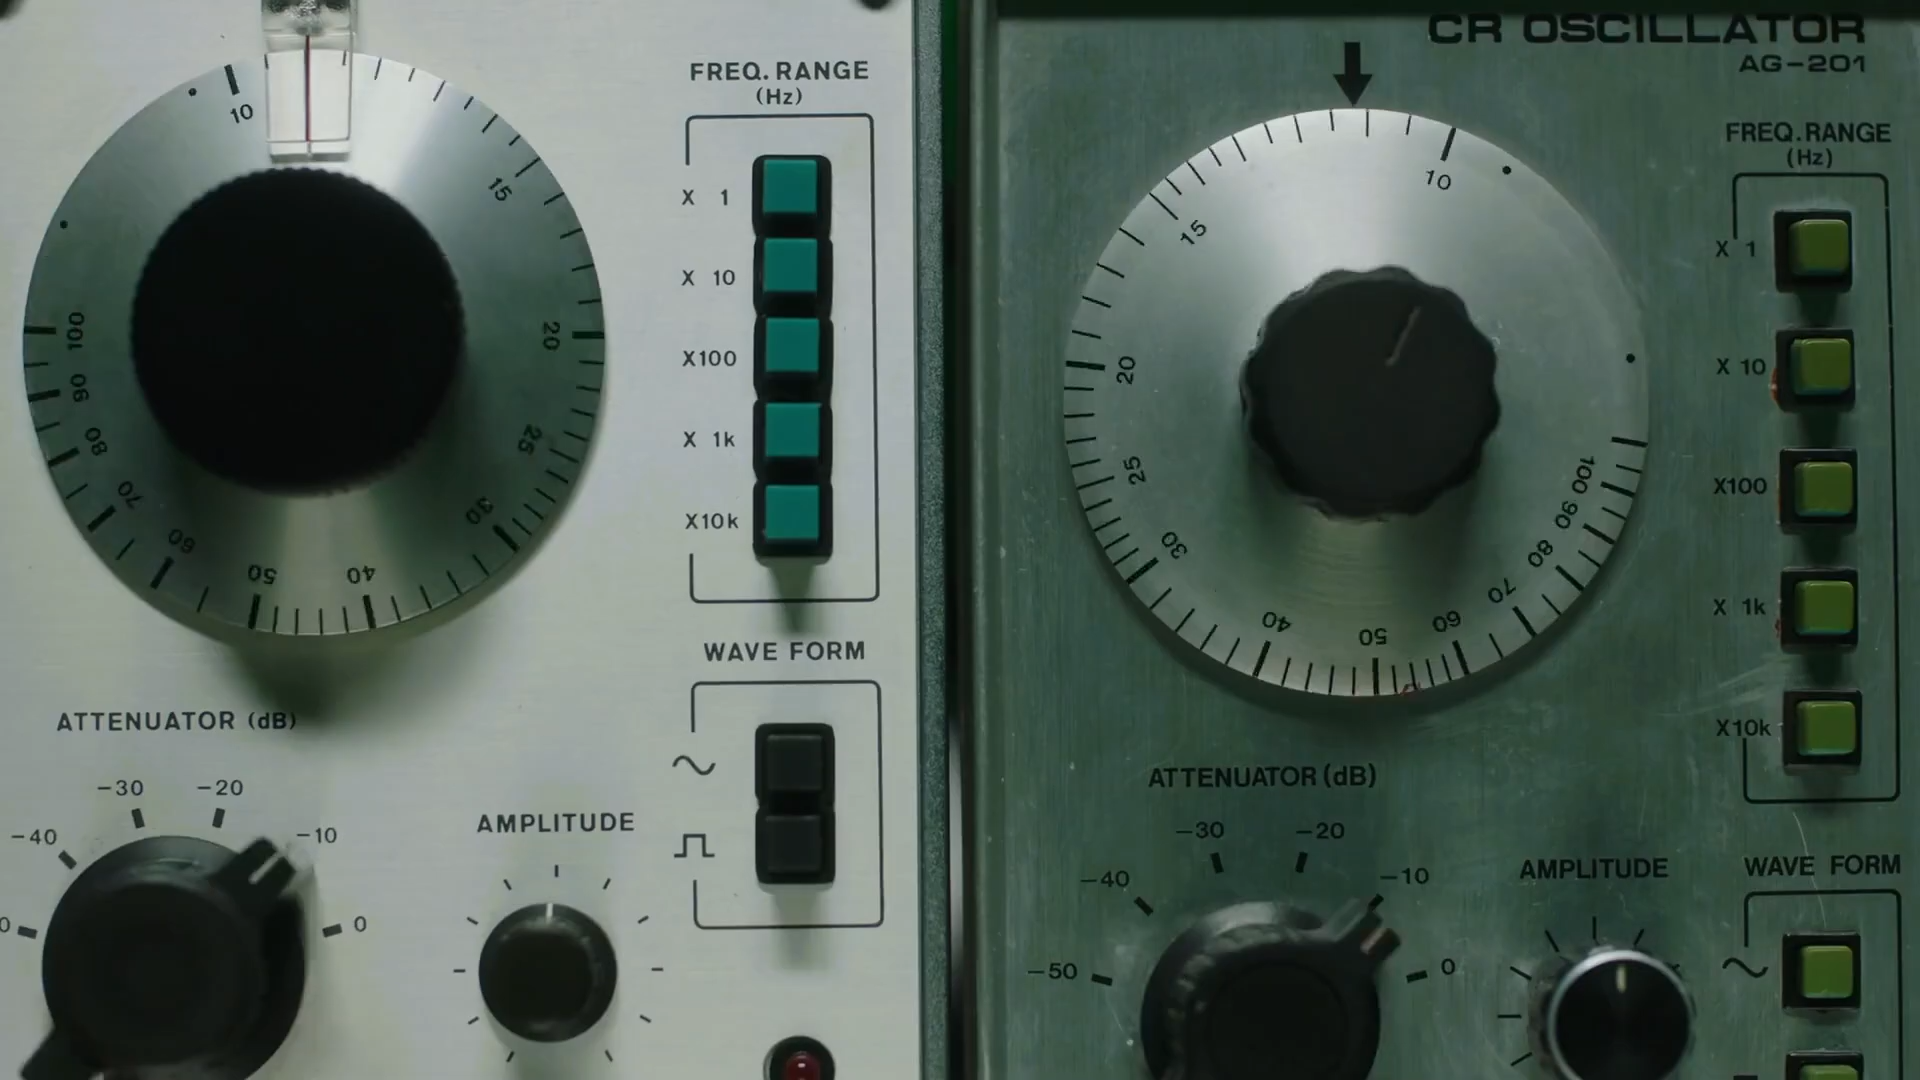 10
15
20
25
30
40
50
60
70
80
90
100
FREQ. RANGE
(Hz)
X 1
X 10
X100
X 1k
X10k
WAVE FORM
ATTENUATOR (dB)
-40
-30
-20
-10
0
0
AMPLITUDE
CR OSCILLATOR
AG-201
10
15
20
25
30
40
50
60
70
80
90
100
FREQ. RANGE
(Hz)
X 1
X 10
X100
X 1k
X10k
ATTENUATOR (dB)
-50
-40
-30
-20
-10
0
AMPLITUDE
WAVE FORM